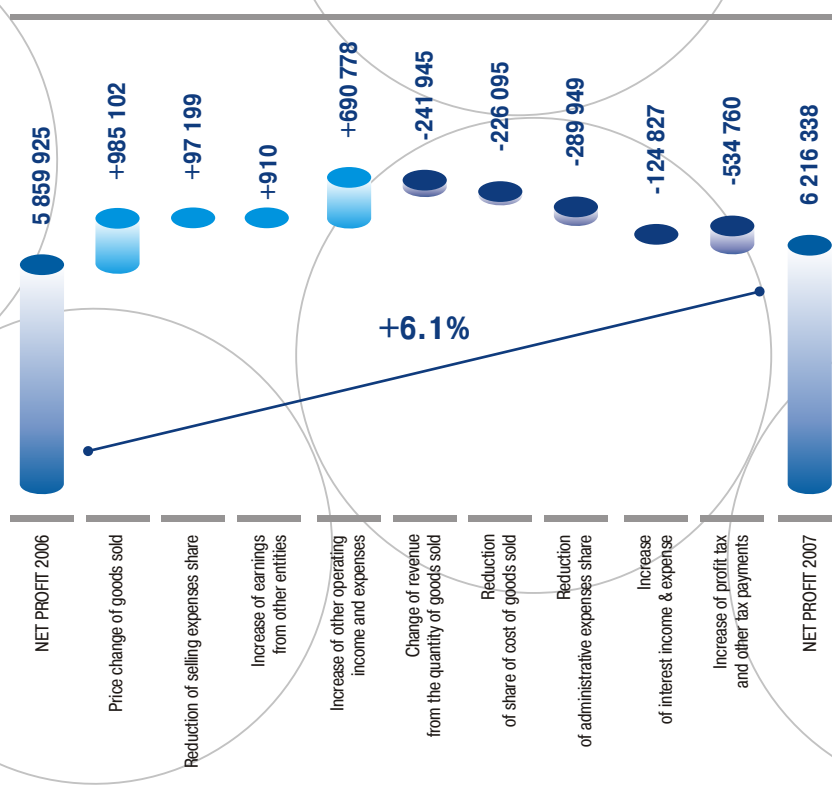 5 859 925
+985 102
+97 199
+910
+690 778
-241 945
-226 095
-289 949
-124 827
-534 760
6 216 338
+6.1%
NET PROFIT 2006
Price change of goods sold
Reduction of selling expenses share
Increase of earnings
from other entities
Increase of other operating
income and expenses
Change of revenue
from the quantity of goods sold
Reduction
of share of cost of goods sold
Reduction
of administrative expenses share
Increase
of interest income & expense
Increase of profit tax
and other tax payments
NET PROFIT 2007